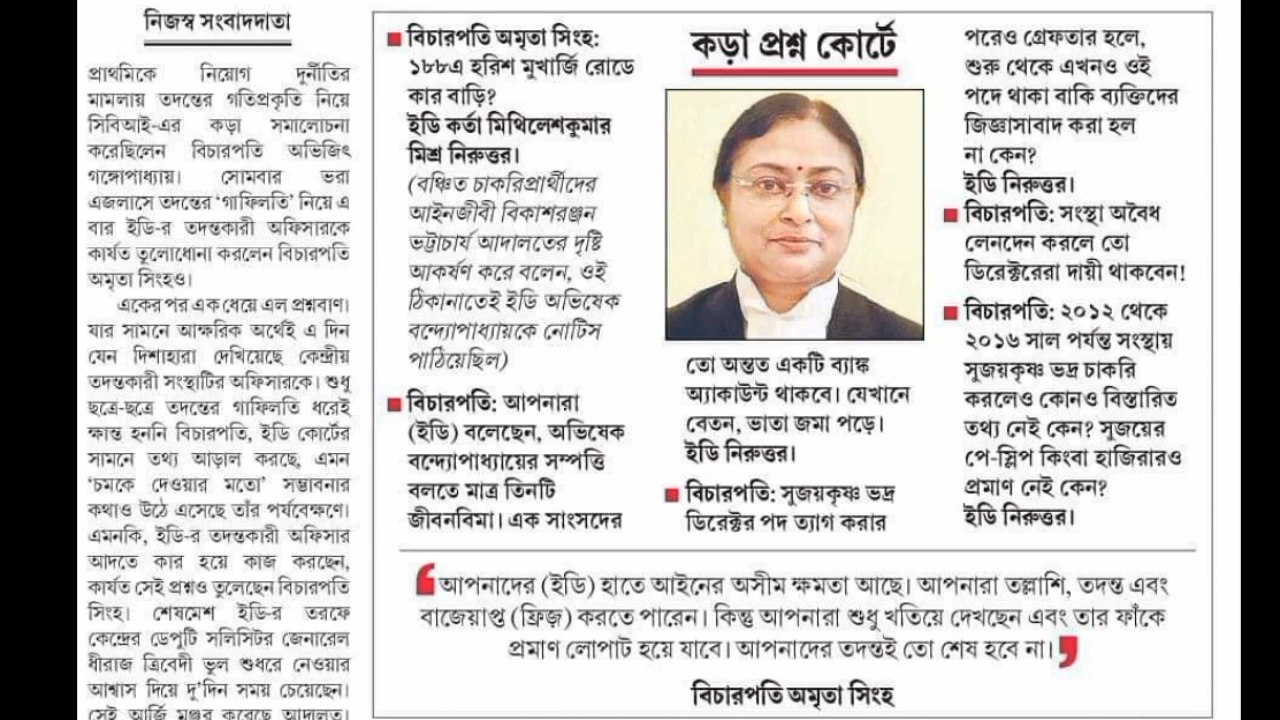 নিজস্ব সংবাদদাতা
প্রাথমিকে নিয়োগ দুর্নীতির
মামলায় তদন্তের গতিপ্রকৃতি নিয়ে
সিবিআই-এর কড়া সমালোচনা
করেছিলেন বিচারপতি অভিজিৎ
গঙ্গোপাধ্যায়। সোমবার ভরা
এজলাসে তদন্তের ‘গাফিলতি’ নিয়ে এ
বার ইডি-র তদন্তকারী অফিসারকে
কার্যত তুলোধোনা করলেন বিচারপতি
অমৃতা সিংহও।
একের পর এক ধেয়ে এল প্রশ্নবাণ।
যার সামনে আক্ষরিক অর্থেই এ দিন
যেন দিশাহারা দেখিয়েছে কেন্দ্রীয়
তদন্তকারী সংস্থাটির অফিসারকে। শুধু
ছত্রে-ছত্রে তদন্তের গাফিলতি ধরেই
ক্ষান্ত হননি বিচারপতি, ইডি কোর্টের
সামনে তথ্য আড়াল করছে, এমন
‘চমকে দেওয়ার মতো’ সম্ভাবনার
কথাও উঠে এসেছে তাঁর পর্যবেক্ষণে।
এমনকি, ইডি-র তদন্তকারী অফিসার
আদতে কার হয়ে কাজ করছেন,
কার্যত সেই প্রশ্নও তুলেছেন বিচারপতি
সিংহ। শেষমেশ ইডি-র তরফে
কেন্দ্রের ডেপুটি সলিসিটর জেনারেল
ধীরাজ ত্রিবেদী ভুল শুধরে নেওয়ার
আশ্বাস দিয়ে দু’দিন সময় চেয়েছেন।
সেই আর্জি মঞ্জুর করেছে আদালত।
বিচারপতি অমৃতা সিংহ:
১৮৮এ হরিশ মুখার্জি রোডে
কার বাড়ি?
ইডি কর্তা মিথিলেশকুমার
মিশ্র নিরুত্তর।
(বঞ্চিত চাকরিপ্রার্থীদের
আইনজীবী বিকাশরঞ্জন
ভট্টাচার্য আদালতের দৃষ্টি
আকর্ষণ করে বলেন, ওই
ঠিকানাতেই ইডি অভিষেক
বন্দ্যোপাধ্যায়কে নোটিস
পাঠিয়েছিল)
বিচারপতি: আপনারা
(ইডি) বলেছেন, অভিষেক
বন্দ্যোপাধ্যায়ের সম্পত্তি
বলতে মাত্র তিনটি
জীবনবিমা। এক সাংসদের
কড়া প্রশ্ন কোর্টে
তো অন্তত একটি ব্যাঙ্ক
অ্যাকাউন্ট থাকবে। যেখানে
বেতন, ভাতা জমা পড়ে।
ইডি নিরুত্তর।
বিচারপতি: সুজয়কৃষ্ণ ভদ্র
ডিরেক্টর পদ ত্যাগ করার
পরেও গ্রেফতার হলে,
শুরু থেকে এখনও ওই
পদে থাকা বাকি ব্যক্তিদের
জিজ্ঞাসাবাদ করা হল
না কেন?
ইডি নিরুত্তর।
বিচারপতি: সংস্থা অবৈধ
লেনদেন করলে তো
ডিরেক্টরেরা দায়ী থাকবেন!
বিচারপতি: ২০১২ থেকে
২০১৬ সাল পর্যন্ত সংস্থায়
সুজয়কৃষ্ণ ভদ্র চাকরি
করলেও কোনও বিস্তারিত
তথ্য নেই কেন? সুজয়ের
পে-স্লিপ কিংবা হাজিরারও
প্রমাণ নেই কেন?
ইডি নিরুত্তর।
‘আপনাদের (ইডি) হাতে আইনের অসীম ক্ষমতা আছে। আপনারা তল্লাশি, তদন্ত এবং
বাজেয়াপ্ত (ফ্রিজ়) করতে পারেন। কিন্তু আপনারা শুধু খতিয়ে দেখছেন এবং তার ফাঁকে
প্রমাণ লোপাট হয়ে যাবে। আপনাদের তদন্তই তো শেষ হবে না।’
বিচারপতি অমৃতা সিংহ